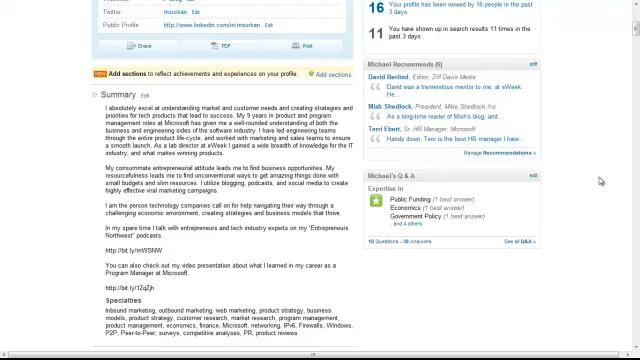 Twitter msurkan Edit
Public Profile http://www.linkedin.com/in/msurkan Edit
Share PDF Print
NEW Add sections to reflect achievements and experiences on your profile. Add sections
Summary Edit
I absolutely excel at understanding market and customer needs and creating strategies and
priorities for tech products that lead to success. My 9 years in product and program
management roles at Microsoft has given me a well-rounded understanding of both the
business and engineering sides of the software industry. I have led engineering teams
through the entire product life-cycle, and worked with marketing and sales teams to ensure
a smooth launch. As a lab director at eWeek I gained a wide breadth of knowledge for the IT
industry, and what makes winning products.
My consummate entrepreneurial attitude leads me to find business opportunities. My
resourcefulness leads me to find unconventional ways to get amazing things done with
small budgets and slim resources. I utilize blogging, podcasts, and social media to create
highly effective viral marketing campaigns.
I am the person technology companies call on for help navigating their way through a
challenging economic environment, creating strategies and business models that thrive.
In my spare time I talk with entrepreneurs and tech industry experts on my "Entrepreneurs
Northwest" podcasts.
http://bit.ly/mWSNW
You can also check out my video presentation about what I learned in my career as a
Program Manager at Microsoft.
http://bit.ly/1ZqZjh
Specialties
Inbound marketing, outbound marketing, web marketing, product strategy, business
models, product strategy, customer research, market research, program management,
product management, economics, finance, Microsoft, networking, IPv6, Firewalls, Windows,
P2P, Peer-to-Peer, surveys, competitive analyses, PR, product reviews
16 Your profile has been viewed by 16 people in the past
3 days.
11 You have shown up in search results 11 times in the
past 3 days.
Michael Recommends (6) edit
David Berlind, Editor, Ziff Davis Media
David was a tremendous mentor to me, at eWeek.
He...
Mish Shedlock, President, Mike Shedlock Inc.
As a long-time reader of Mish's blog, and...
Terri Ebert, Sr. HR Manager, Microsoft
Hands down, Terri is the best HR manager I have...
Manage Recommendations »
Michael's Q & A edit
Expertise in
Public Funding (1 best answer)
Economics (1 best answer)
Government Policy (1 best answer)
...and 4 others
18 Questions - 38 Answers See all Q&A »